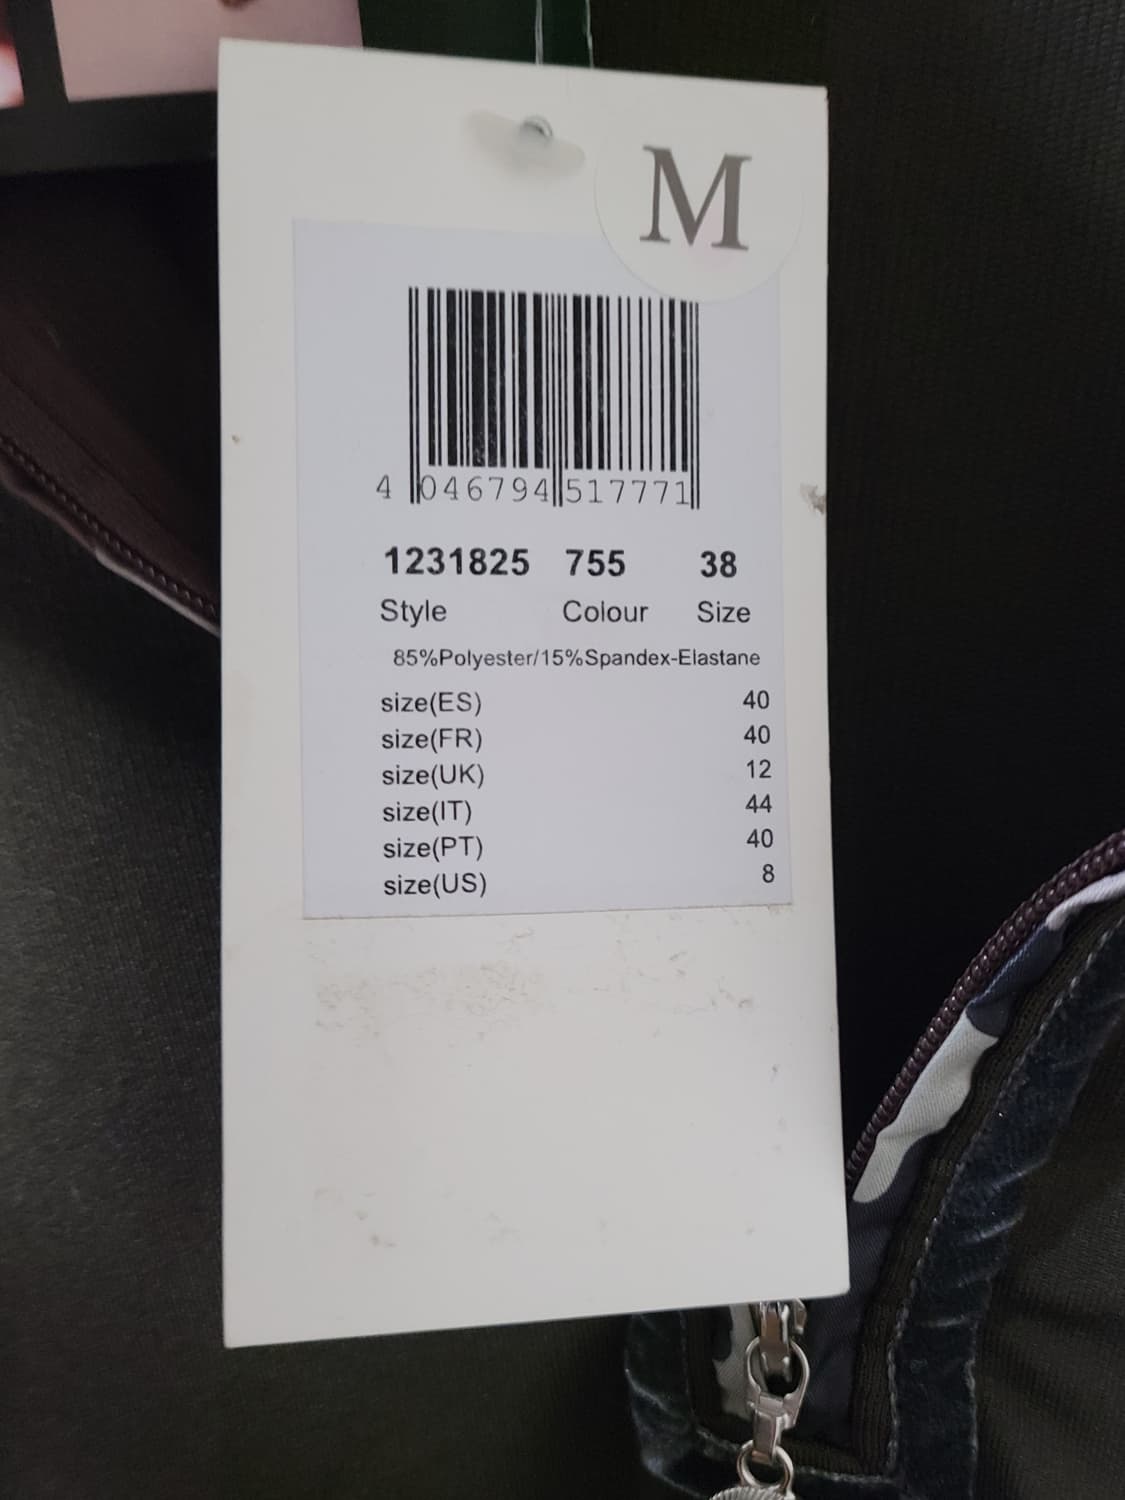 M
4 046794 517771
1231825 755 38
Style Colour Size
85%Polyester/15%Spandex-Elastane
size(ES) 40
size(FR) 40
size(UK) 12
size(IT) 44
size(PT) 40
size(US) 8